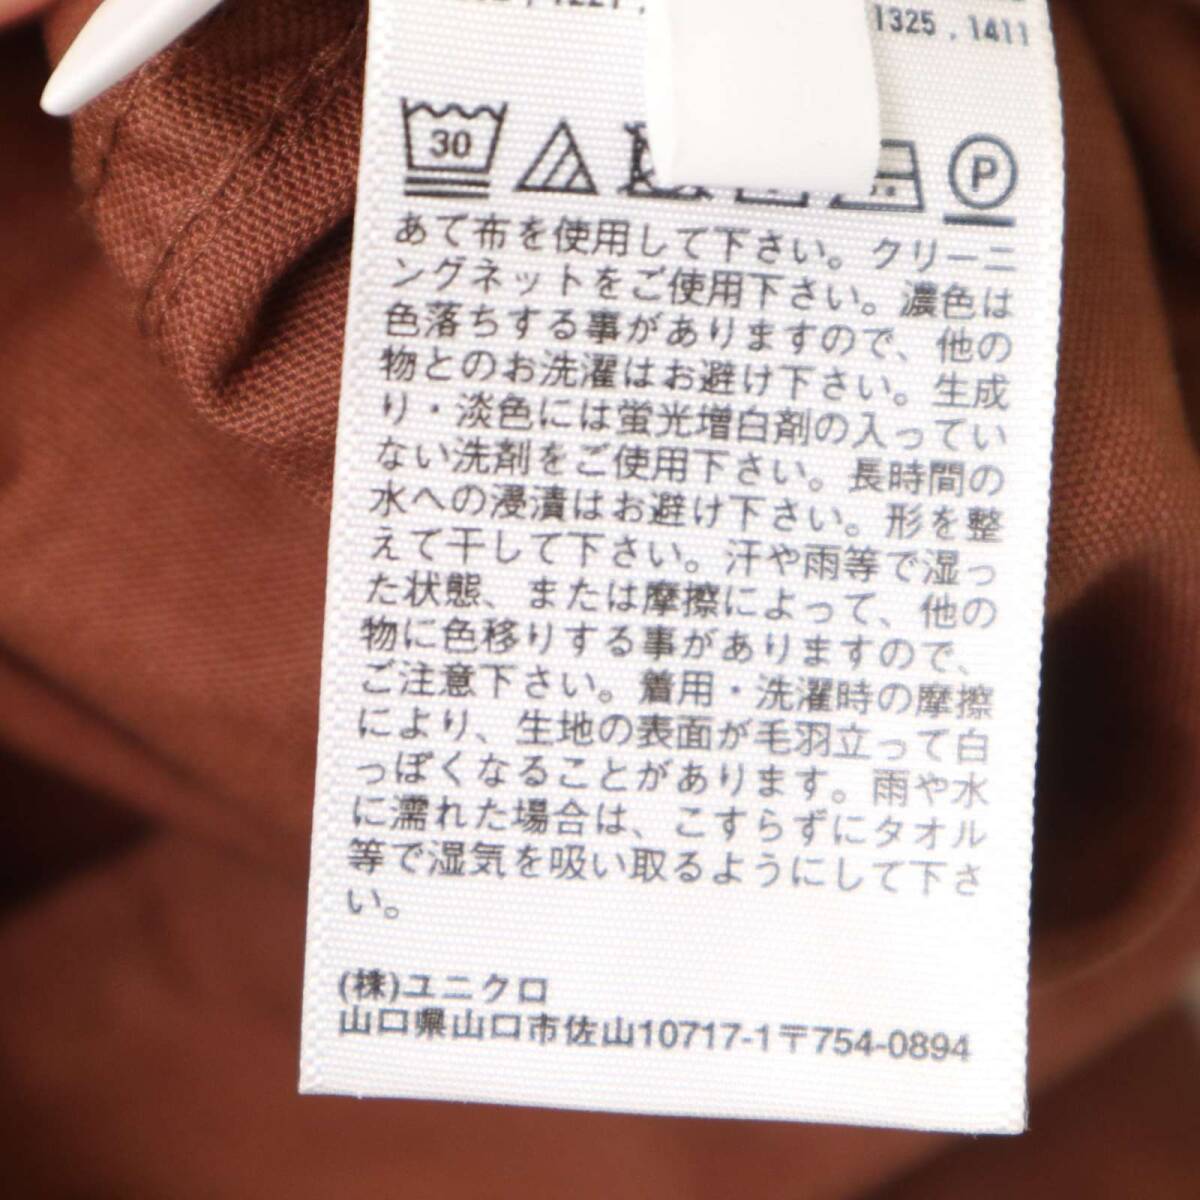 1325 , 1411
30
P
あて布を使用して下さい。クリーニ
ングネットをご使用下さい。濃色は
色落ちする事がありますので、他の
物とのお洗濯はお避け下さい。生成
り・淡色には蛍光増白剤の入ってい
ない洗剤をご使用下さい。長時間の
水への浸漬はお避け下さい。形を整
えて干して下さい。汗や雨等で湿っ
た状態、または摩擦によって、他の
物に色移りする事がありますので、
ご注意下さい。着用・洗濯時の摩擦
により、生地の表面が毛羽立って白
っぽくなることがあります。雨や水
に濡れた場合は、こすらずにタオル
等で湿気を吸い取るようにして下さ
い。
(株)ユニクロ
山口県山口市佐山10717-1〒754-0894